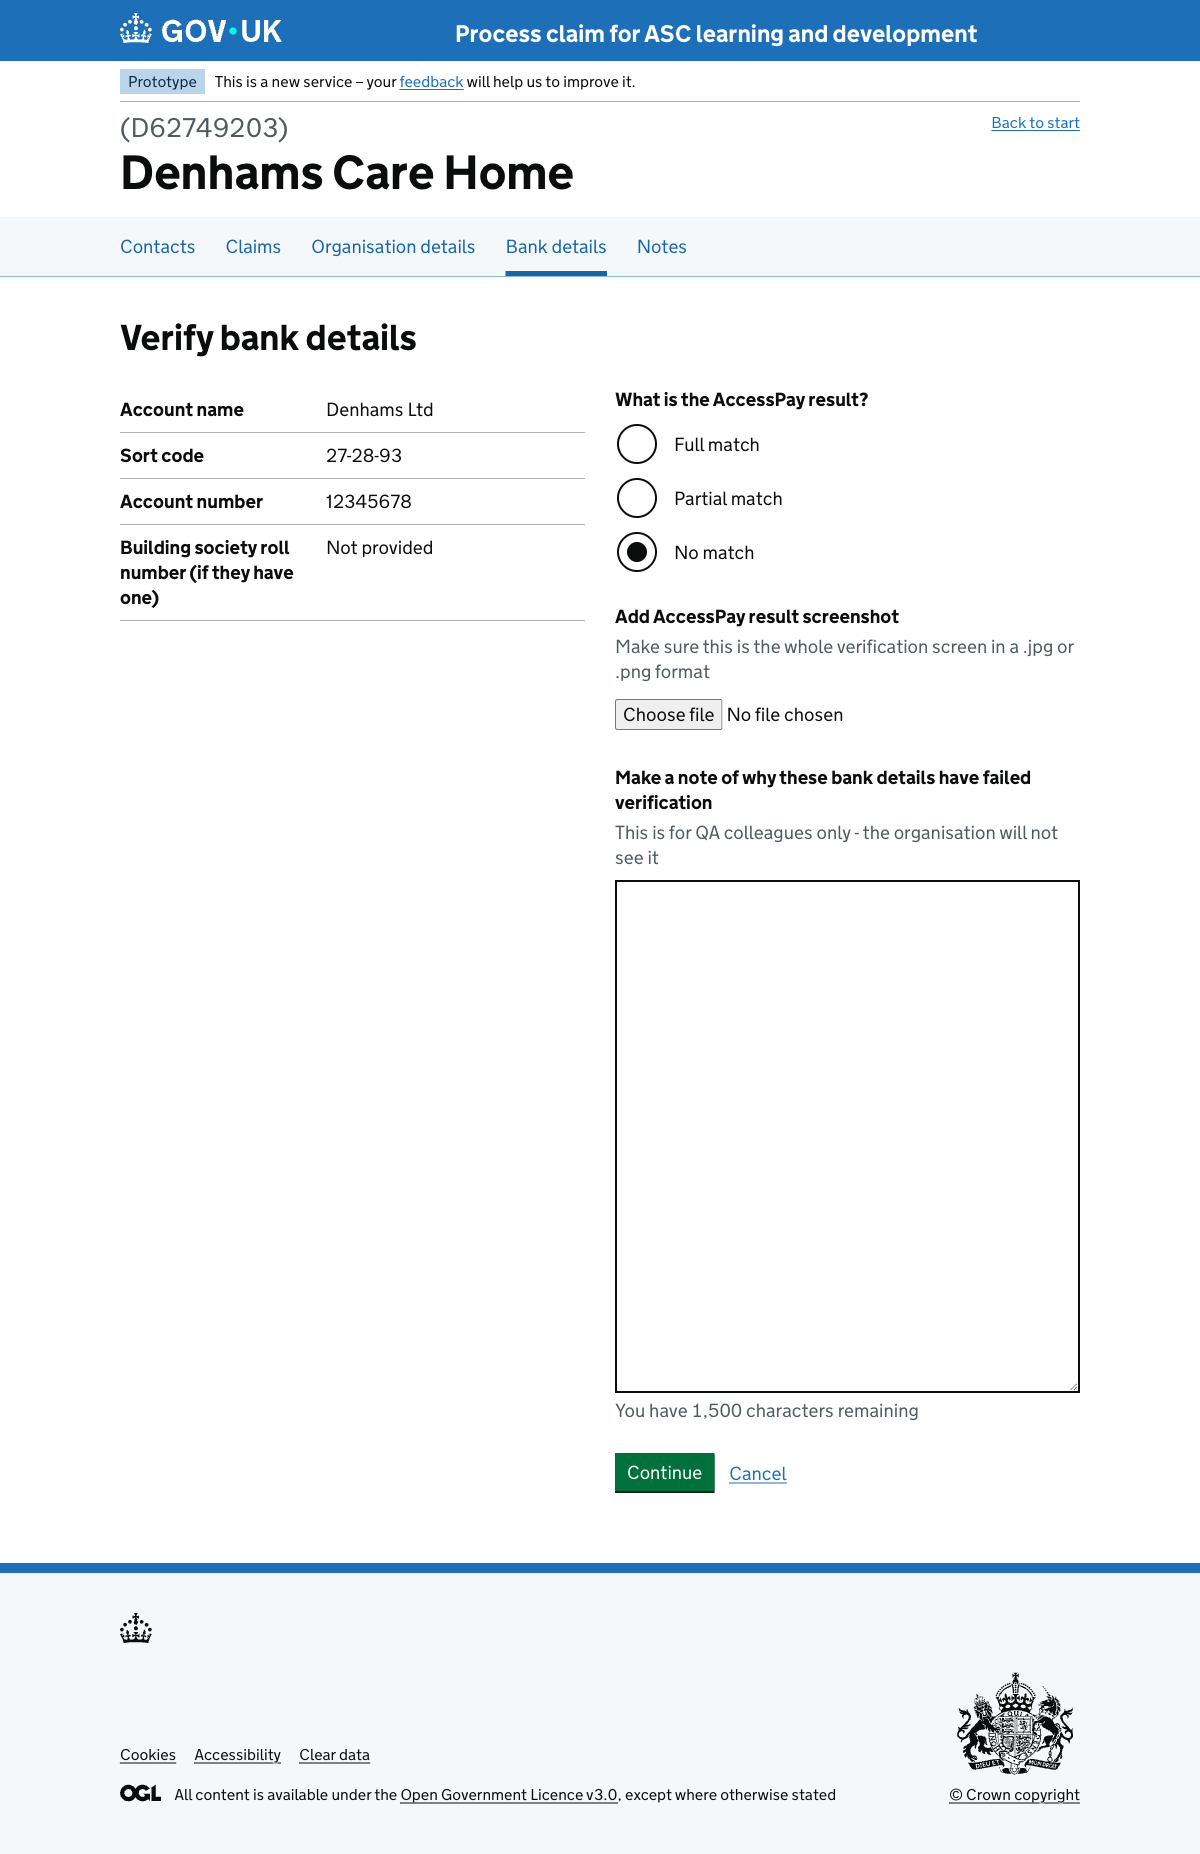 GOV·UK
Process claim for ASC learning and development
Prototype
This is a new service – your feedback will help us to improve it.
(D62749203)
Back to start
Denhams Care Home
Contacts
Claims
Organisation details
Bank details
Notes
Verify bank details
Account name
Denhams Ltd
Sort code
27-28-93
Account number
12345678
Building society roll
number (if they have
one)
Not provided
What is the AccessPay result?
Full match
Partial match
No match
Add AccessPay result screenshot
Make sure this is the whole verification screen in a .jpg or
.png format
Choose file No file chosen
Make a note of why these bank details have failed
verification
This is for QA colleagues only - the organisation will not
see it
You have 1,500 characters remaining
Continue
Cancel
Cookies
Accessibility
Clear data
OGL
All content is available under the Open Government Licence v3.0, except where otherwise stated
© Crown copyright